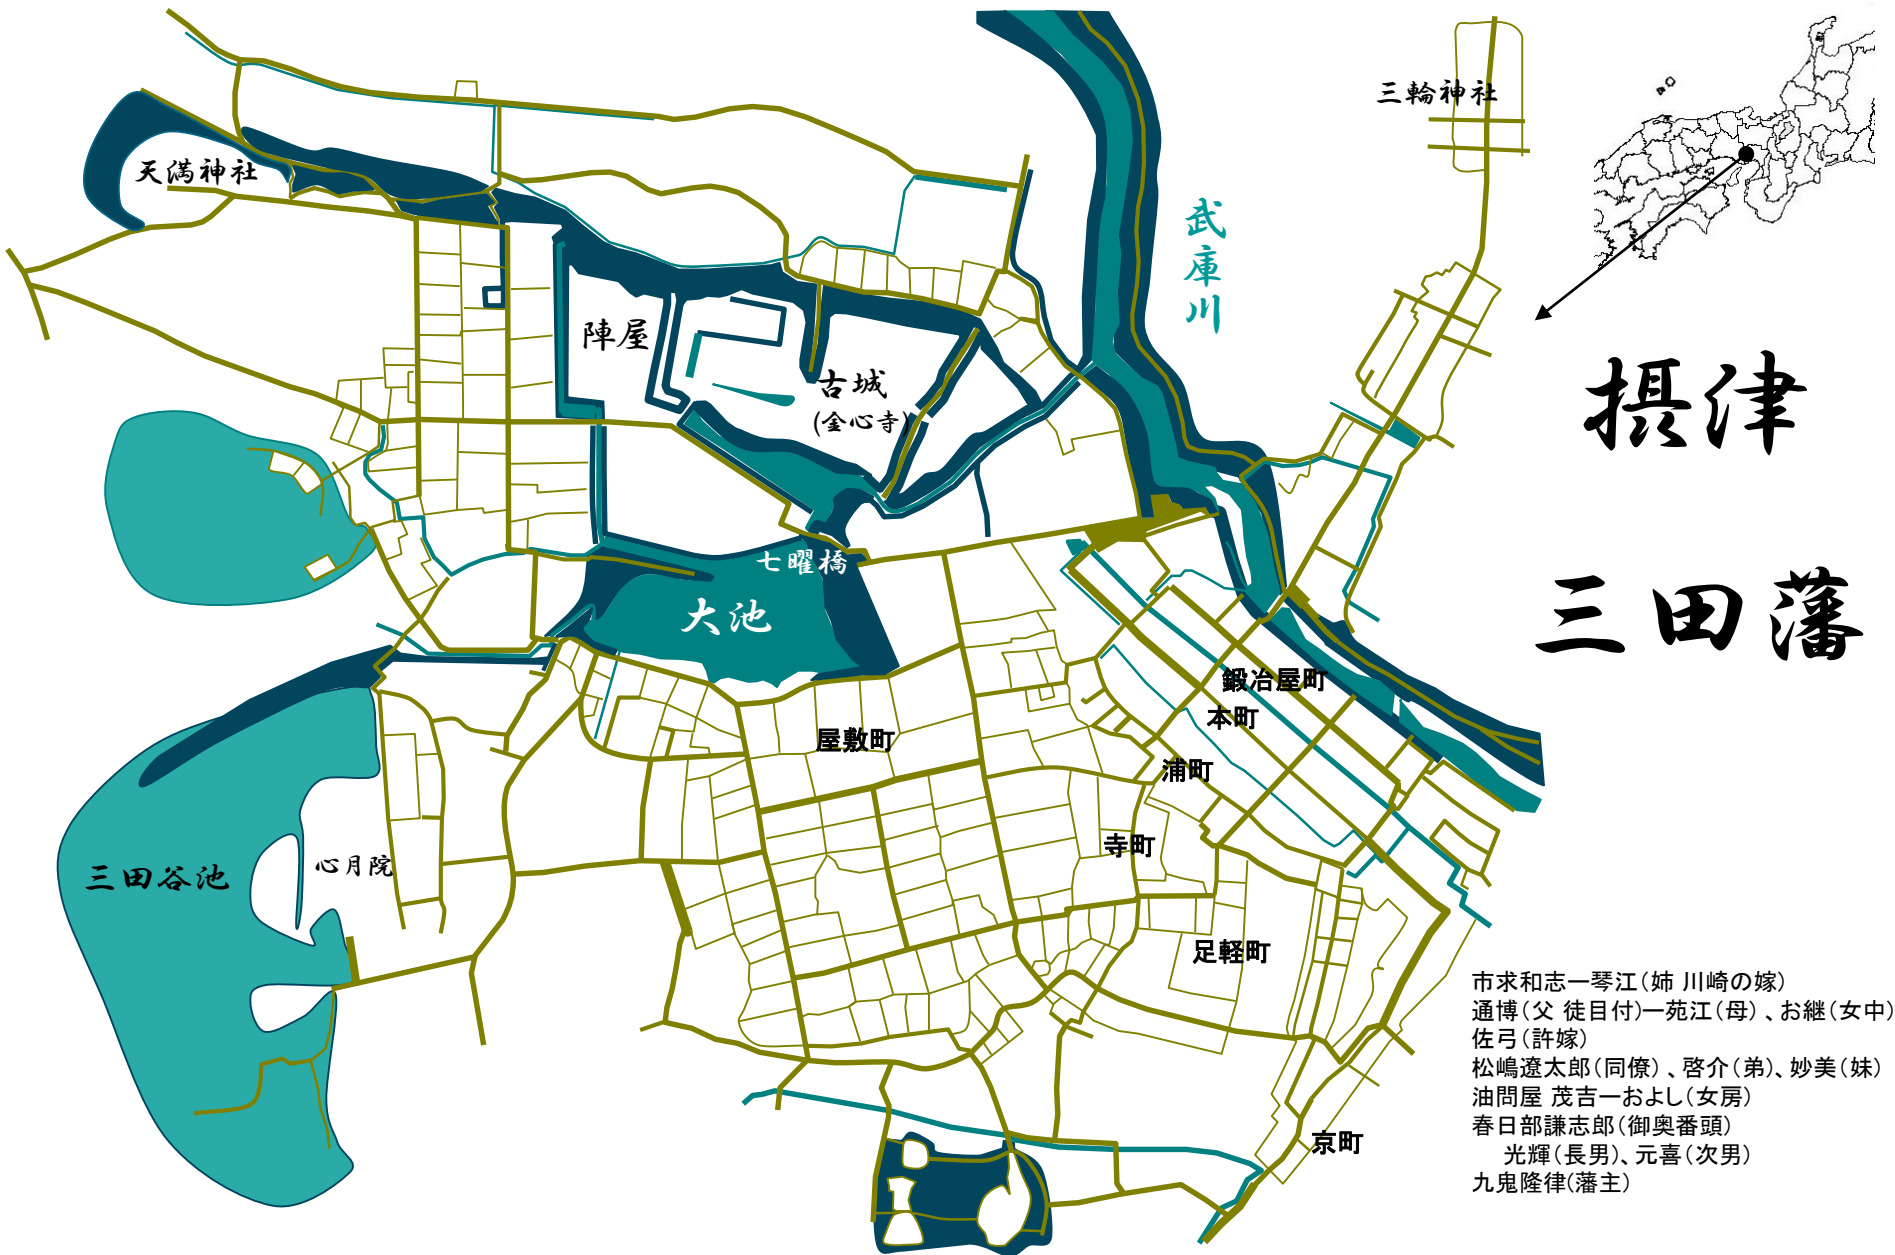 三輪神社
天満神社
武庫川
陣屋
古城
(金心寺)
摂津
三田藩
七曜橋
大池
鍛冶屋町
本町
屋敷町
浦町
寺町
三田谷池
心月院
足軽町
京町
市求和志ー琴江(姉 川崎の嫁)
通博(父 徒目付)ー苑江(母)、お継(女中)
佐弓(許嫁)
松嶋遼太郎(同僚)、啓介(弟)、妙美(妹)
油問屋 茂吉ーおよし(女房)
春日部謙志郎(御奥番頭)
光輝(長男)、元喜(次男)
九鬼隆律(藩主)